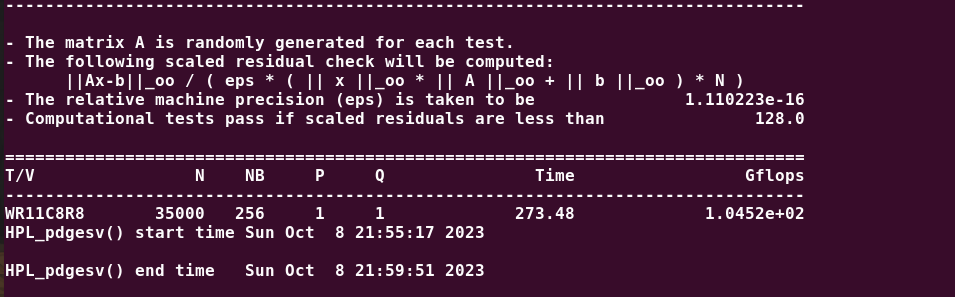 --------------------------------------------------------------------------------

- The matrix A is randomly generated for each test.
- The following scaled residual check will be computed:
      ||Ax-b||_oo / ( eps * ( || x ||_oo * || A ||_oo + || b ||_oo ) * N )
- The relative machine precision (eps) is taken to be               1.110223e-16
- Computational tests pass if scaled residuals are less than               128.0

================================================================================
T/V                N    NB     P     Q               Time                 Gflops
--------------------------------------------------------------------------------
WR11C8R8       35000   256     1     1             273.48             1.0452e+02
HPL_pdgesv() start time Sun Oct  8 21:55:17 2023

HPL_pdgesv() end time   Sun Oct  8 21:59:51 2023